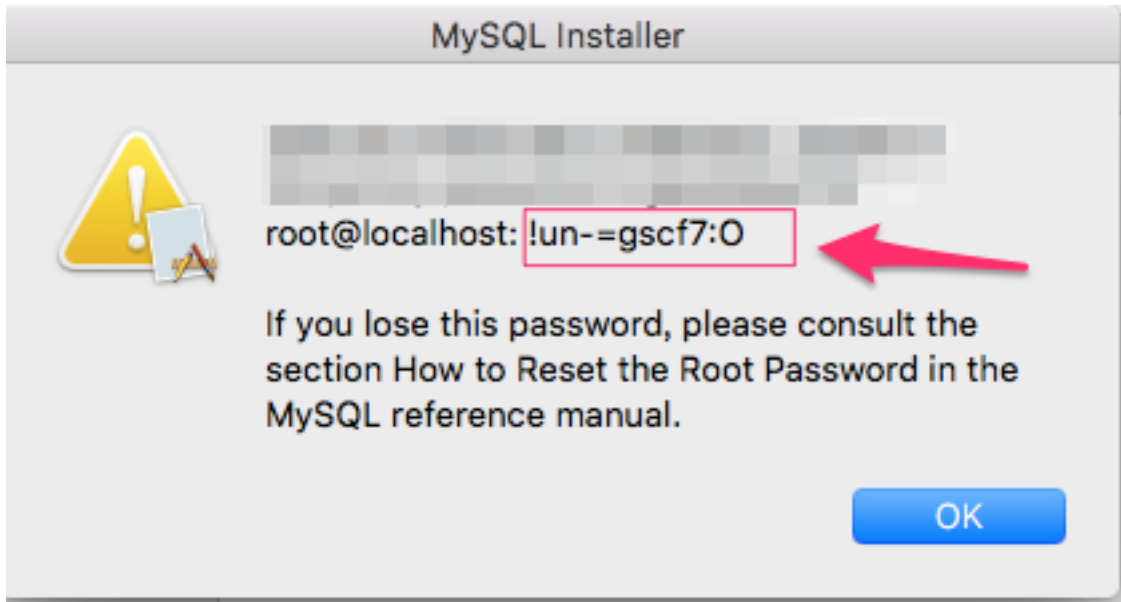 MySQL Installer
root@localhost: !un-=gscf7:O
If you lose this password, please consult the
section How to Reset the Root Password in the
MySQL reference manual.
OK